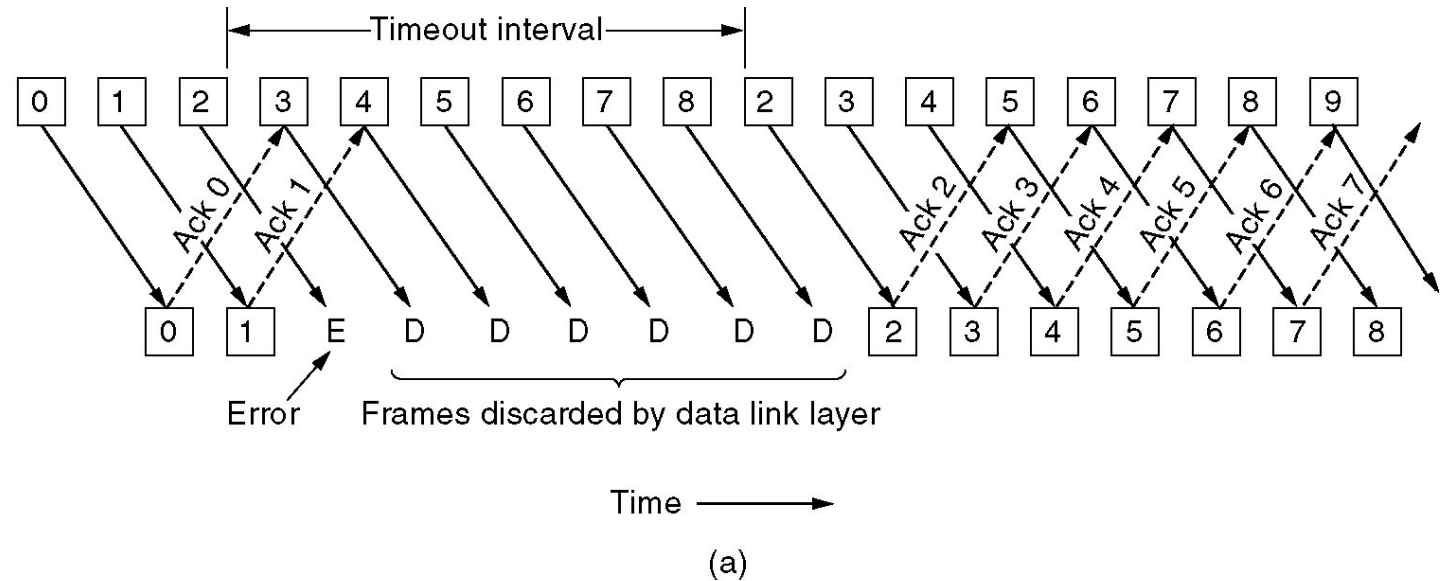 Timeout interval
0 1 2 3 4 5 6 7 8 2 3 4 5 6 7 8 9
Ack 0 Ack 1 Ack 2 Ack 3 Ack 4 Ack 5 Ack 6 Ack 7
0 1 E D D D D D D 2 3 4 5 6 7 8
Error Frames discarded by data link layer
Time
(a)